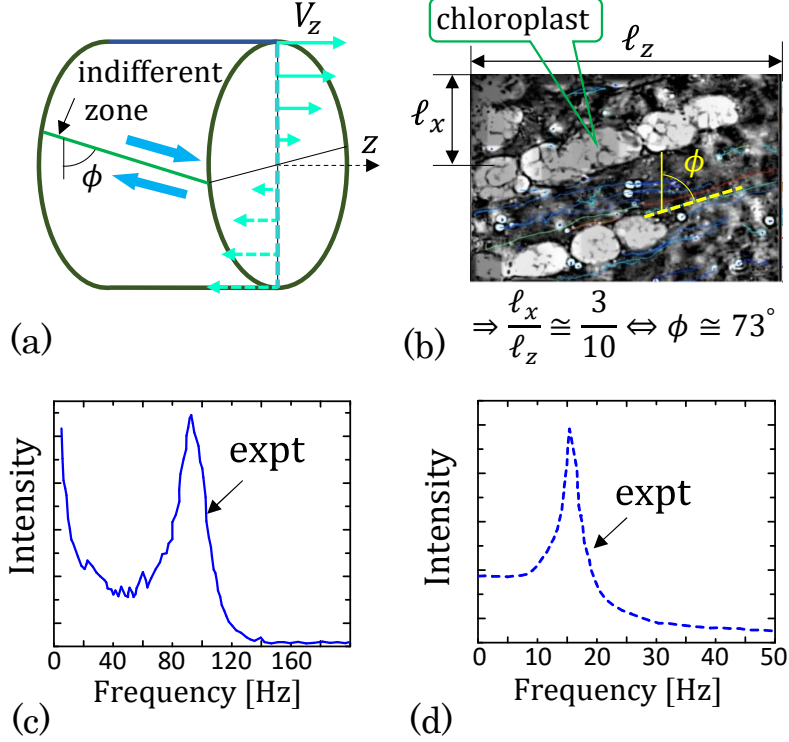 V_z
indifferent
zone
z
ϕ
(a)
chloroplast
ℓ_z
ℓ_x
ϕ
⇒ ℓ_x/ℓ_z ≅ 3/10 ⇔ ϕ ≅ 73°
(b)
Intensity
expt
0 40 80 120 160
Frequency [Hz]
(c)
Intensity
expt
0 10 20 30 40 50
Frequency [Hz]
(d)